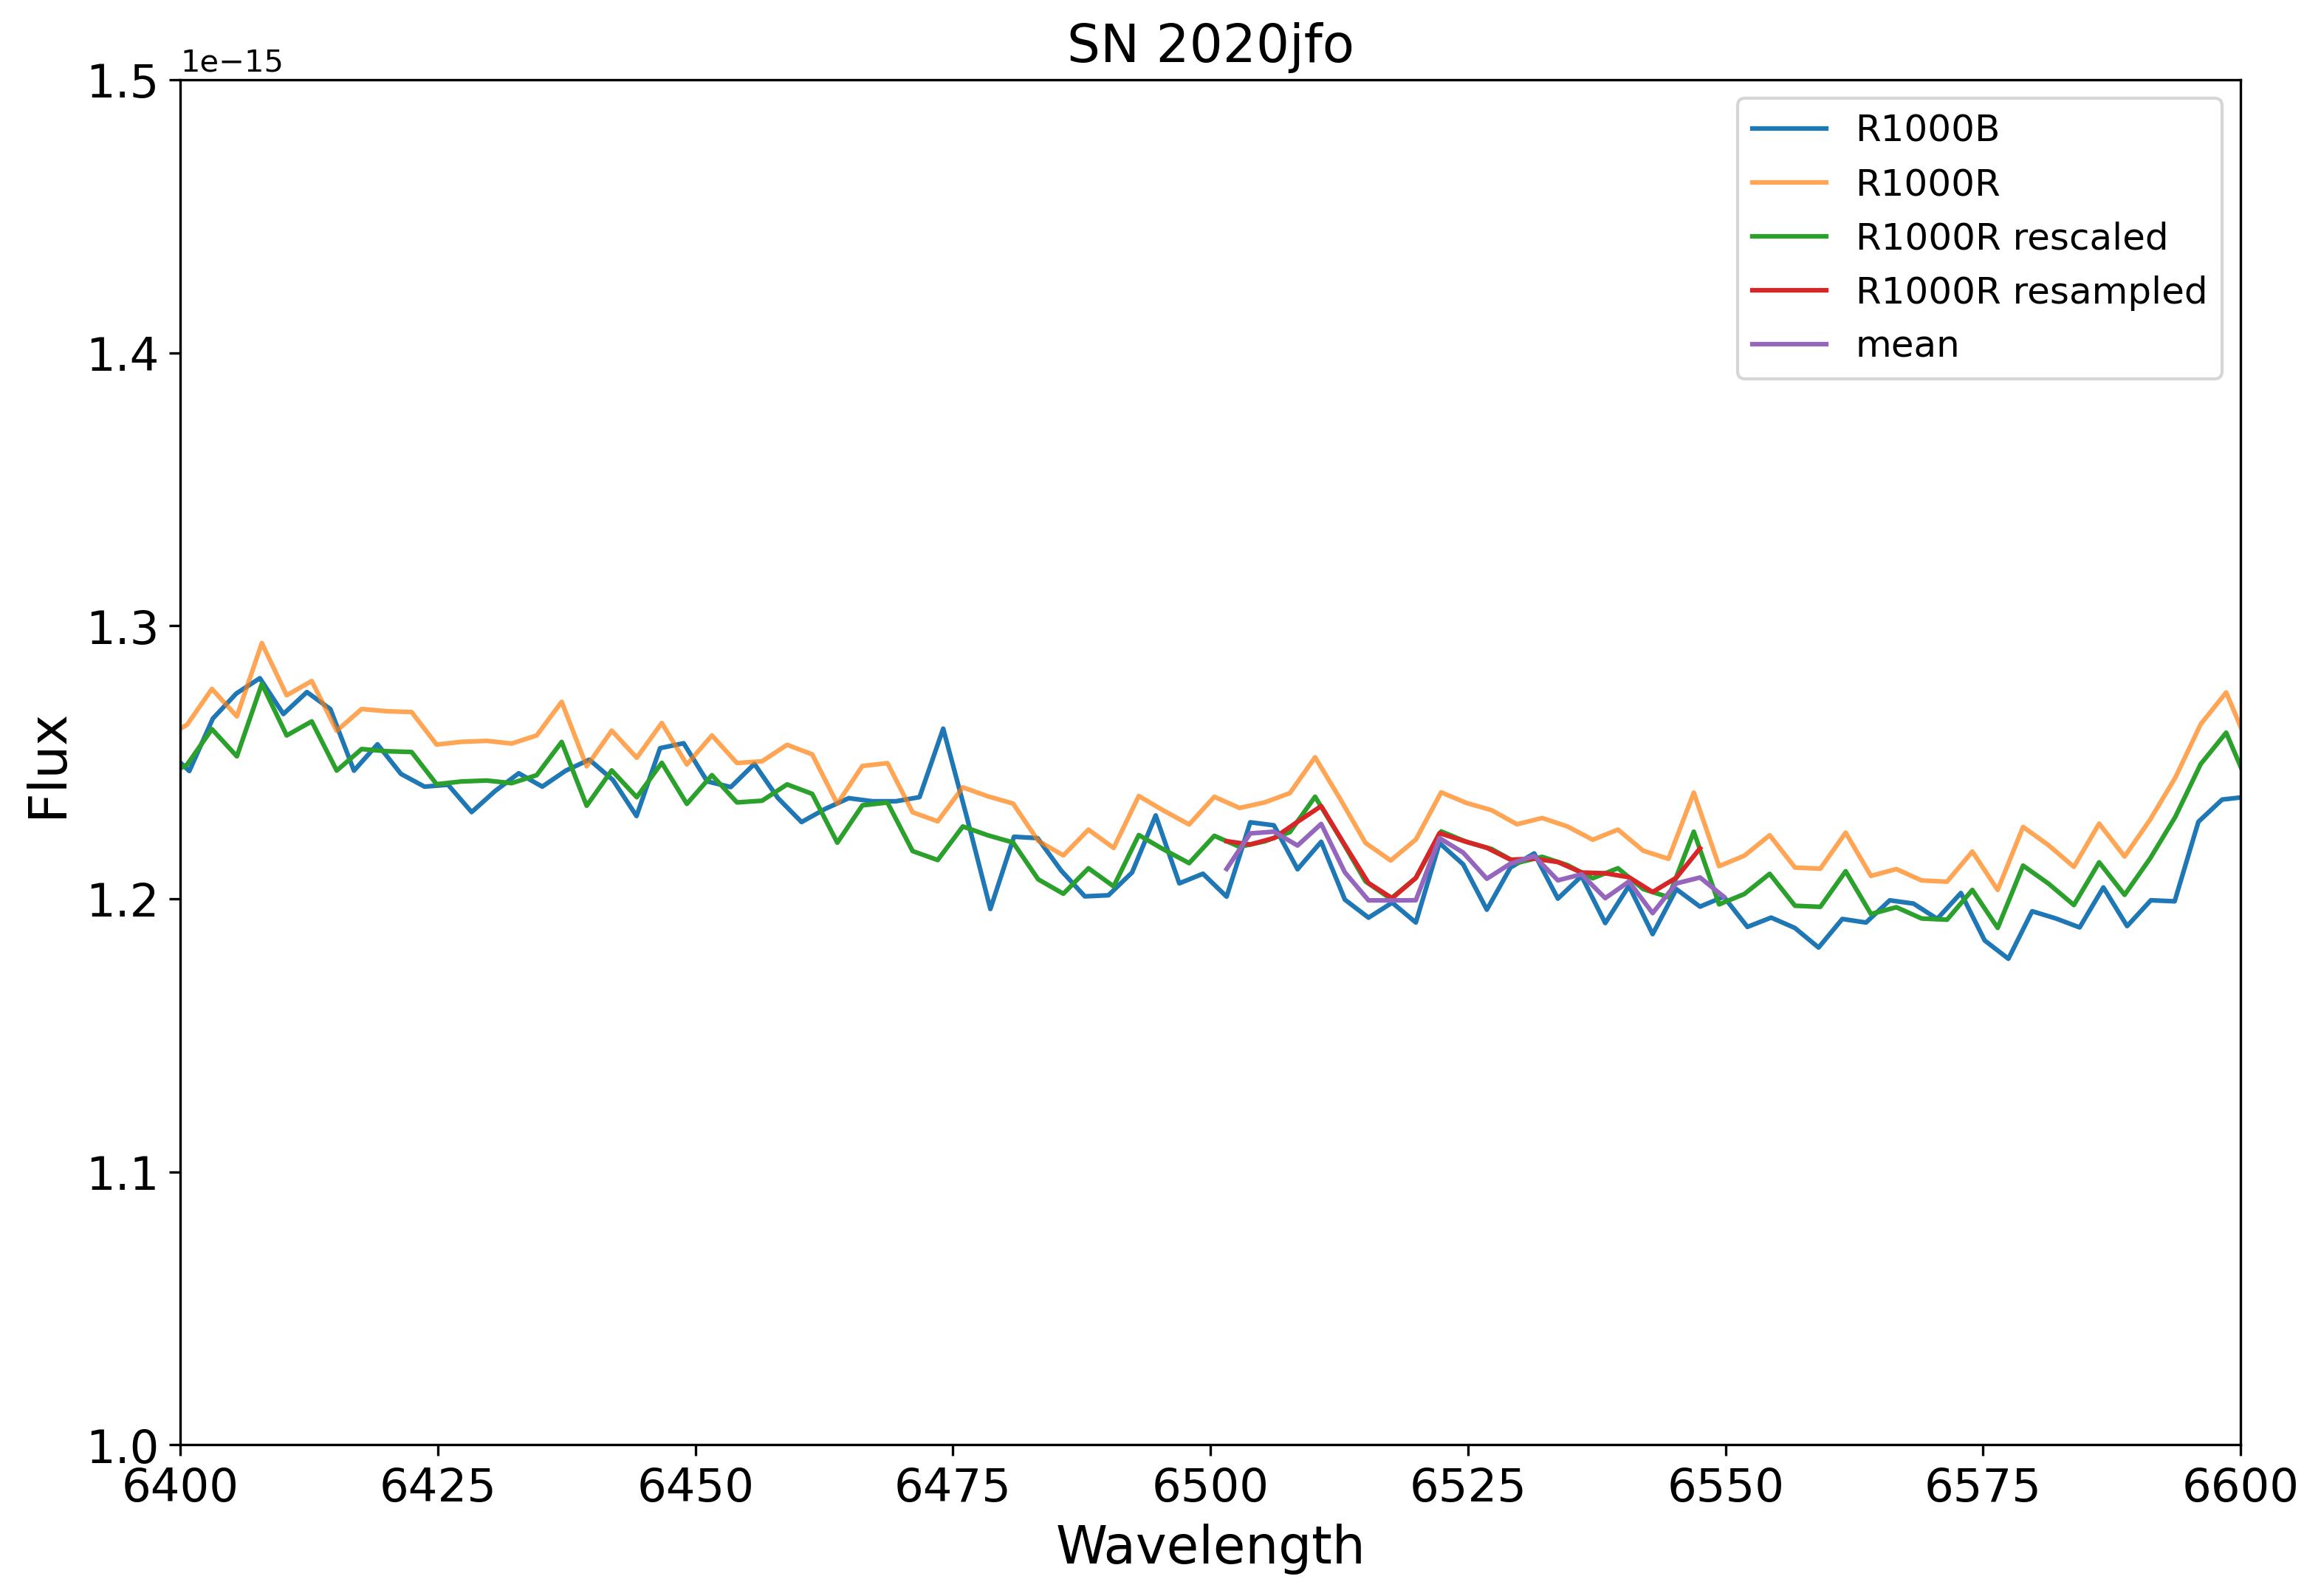 SN 2020jfo
1e−15
1.5
1.4
1.3
1.2
1.1
1.0
Flux
R1000B
R1000R
R1000R rescaled
R1000R resampled
mean
6400 6425 6450 6475 6500 6525 6550 6575 6600
Wavelength